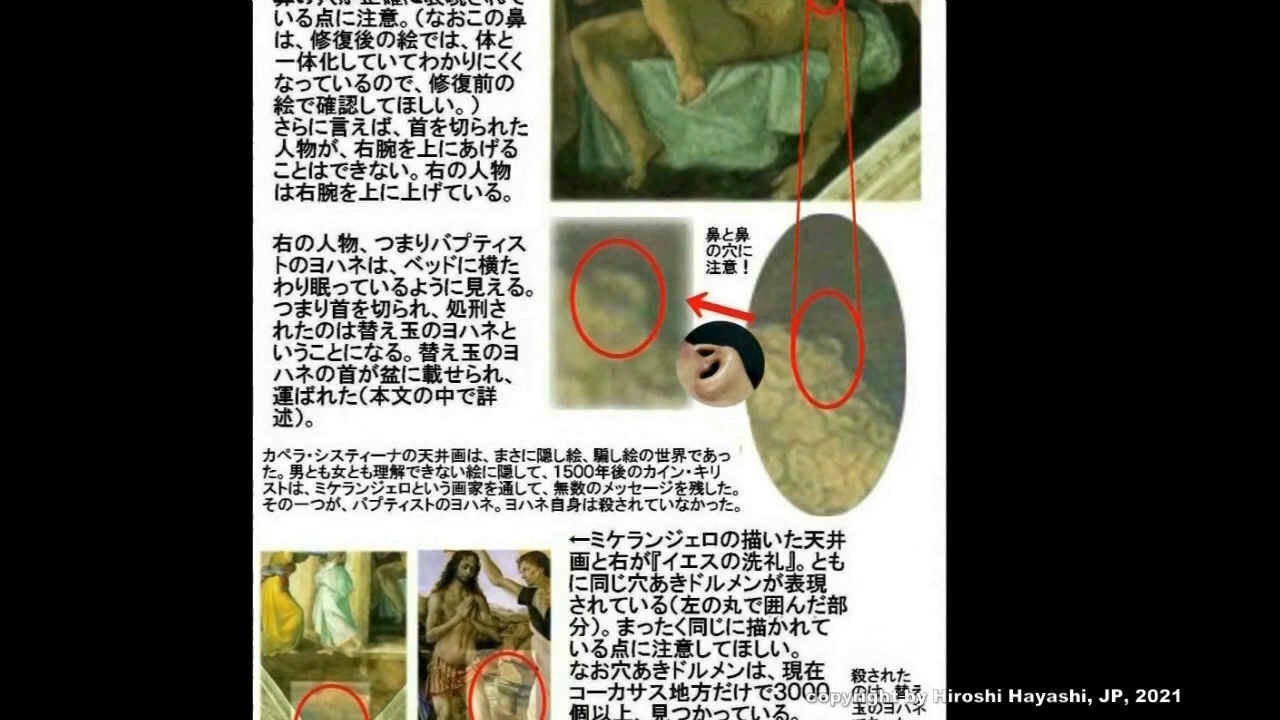 いる点に注意。（なおこの鼻
は、修復後の絵では、体と
一体化していてわかりにくく
なっているので、修復前の
絵で確認してほしい。）
さらに言えば、首を切られた
人物が、右腕を上にあげる
ことはできない。右の人物
は右腕を上に上げている。
右の人物、つまりバプティス
トのヨハネは、ベッドに横た
わり眠っているように見える。
つまり首を切られ、処刑さ
れたのは替え玉のヨハネと
いうことになる。替え玉のヨ
ハネの首が盆に載せられ、
運ばれた（本文の中で詳
述）。
鼻と鼻
の穴に
注意！
カペラ・システィーナの天井画は、まさに隠し絵、騙し絵の世界であっ
た。男とも女とも理解できない絵に隠して、1500年後のカイン・キリ
ストは、ミケランジェロという画家を通して、無数のメッセージを残した。
その一つが、バプティストのヨハネ。ヨハネ自身は殺されていなかった。
←ミケランジェロの描いた天井
画と右が『イエスの洗礼』。とも
に同じ穴あきドルメンが表現
されている（左の丸で囲んだ部
分）。まったく同じに描かれて
いる点に注意してほしい。
なお穴あきドルメンは、現在
コーカサス地方だけで3000
個以上、見つかっている。
殺された
のは、替え
玉のヨハネ
copyright by Hiroshi Hayashi, JP, 2021